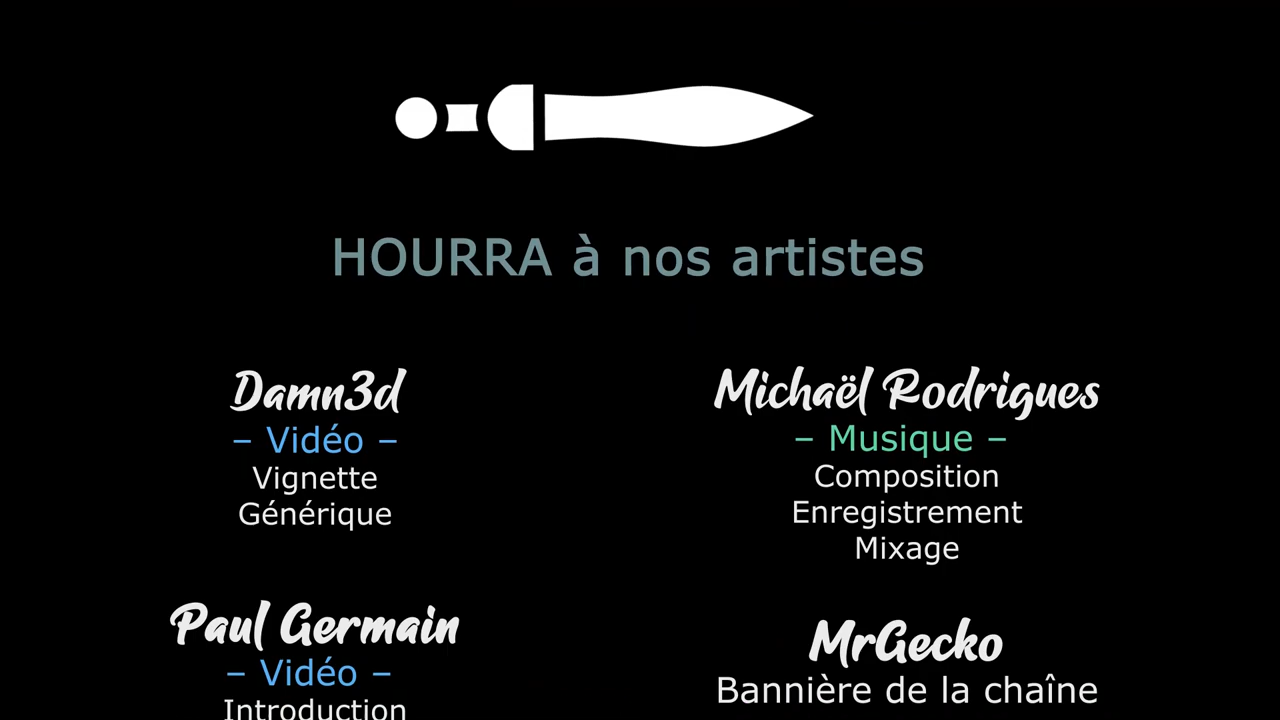 HOURRA à nos artistes
Damn3d
– Vidéo –
Vignette
Générique
Michaël Rodrigues
– Musique –
Composition
Enregistrement
Mixage
Paul Germain
– Vidéo –
Introduction
MrGecko
Bannière de la chaîne